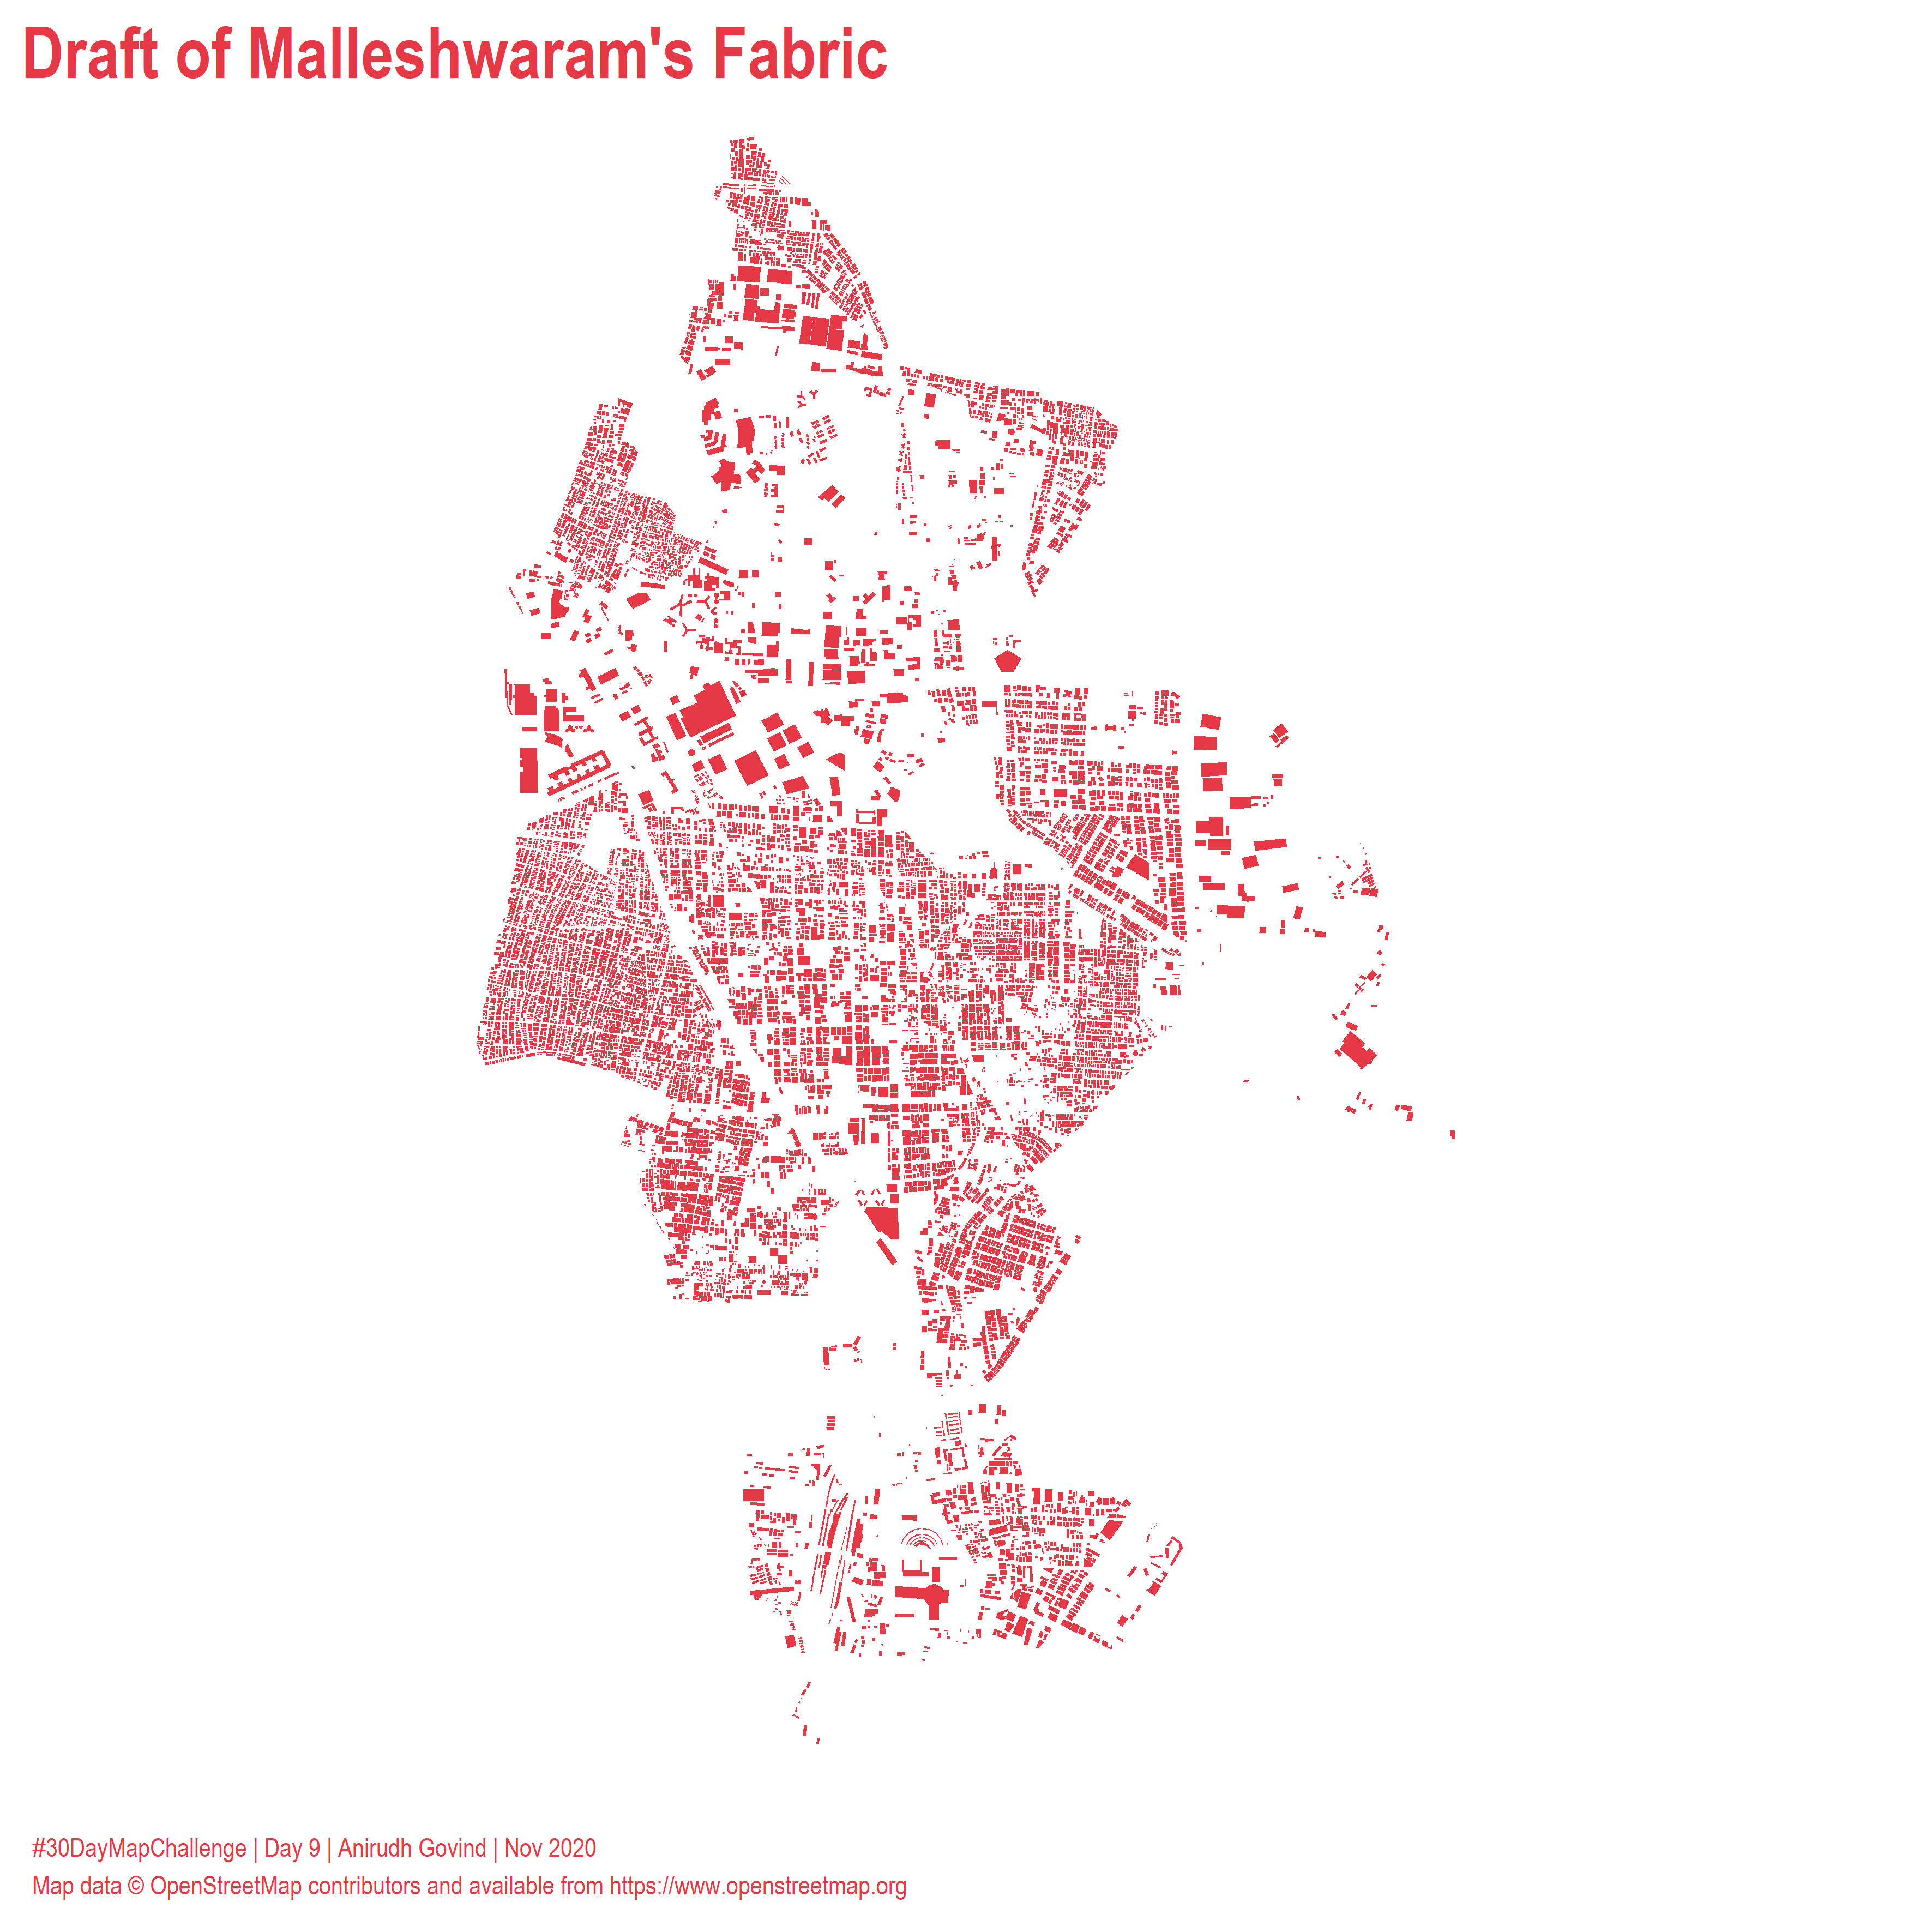 Draft of Malleshwaram's Fabric
#30DayMapChallenge | Day 9 | Anirudh Govind | Nov 2020
Map data © OpenStreetMap contributors and available from https://www.openstreetmap.org